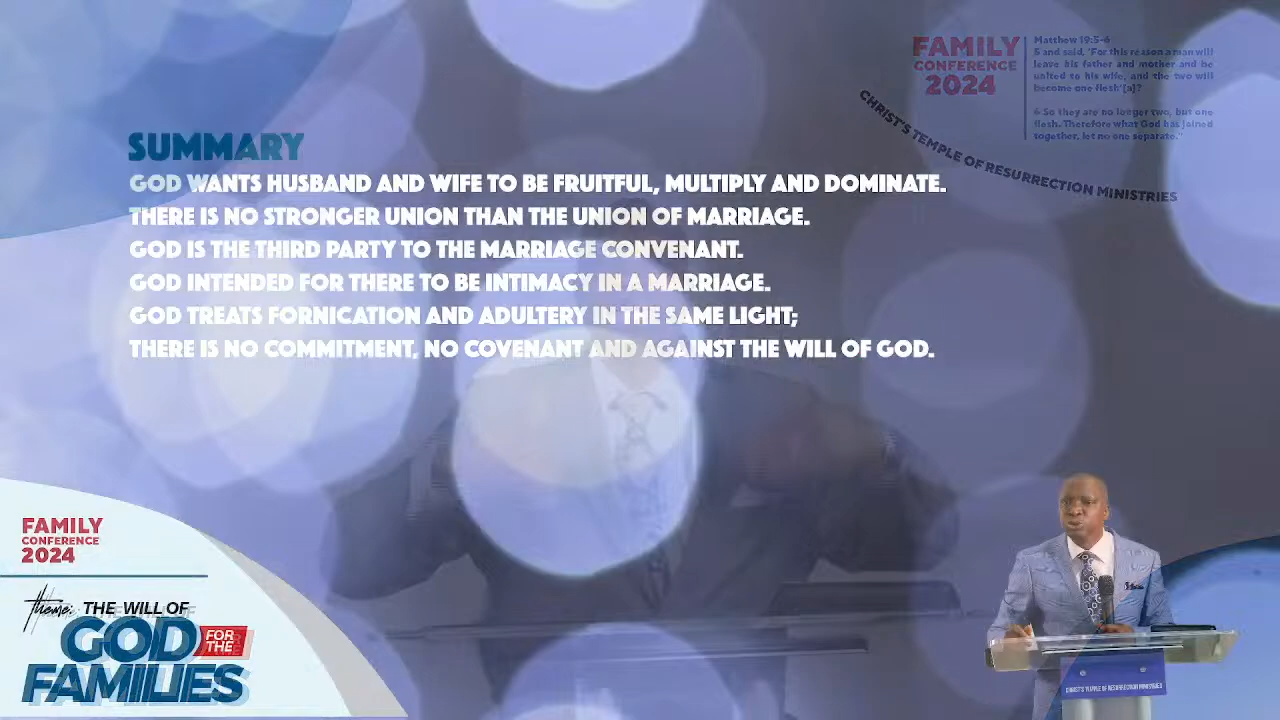 FAMILY
CONFERENCE
2024
Matthew 19:5-6
5 and said, 'For this reason a man will
leave his father and mother and be
united to his wife, and the two will
become one flesh'[a]?
6 So they are no longer two, but one
flesh. Therefore what God has joined
together, let no one separate."
CHRIST'S TEMPLE OF RESURRECTION MINISTRIES
SUMMARY
GOD WANTS HUSBAND AND WIFE TO BE FRUITFUL, MULTIPLY AND DOMINATE.
THERE IS NO STRONGER UNION THAN THE UNION OF MARRIAGE.
GOD IS THE THIRD PARTY TO THE MARRIAGE CONVENANT.
GOD INTENDED FOR THERE TO BE INTIMACY IN A MARRIAGE.
GOD TREATS FORNICATION AND ADULTERY IN THE SAME LIGHT;
THERE IS NO COMMITMENT, NO COVENANT AND AGAINST THE WILL OF GOD.
FAMILY
CONFERENCE
2024
theme: THE WILL OF
GOD FOR THE
FAMILIES
CHRIST'S TEMPLE OF RESURRECTION MINISTRIES